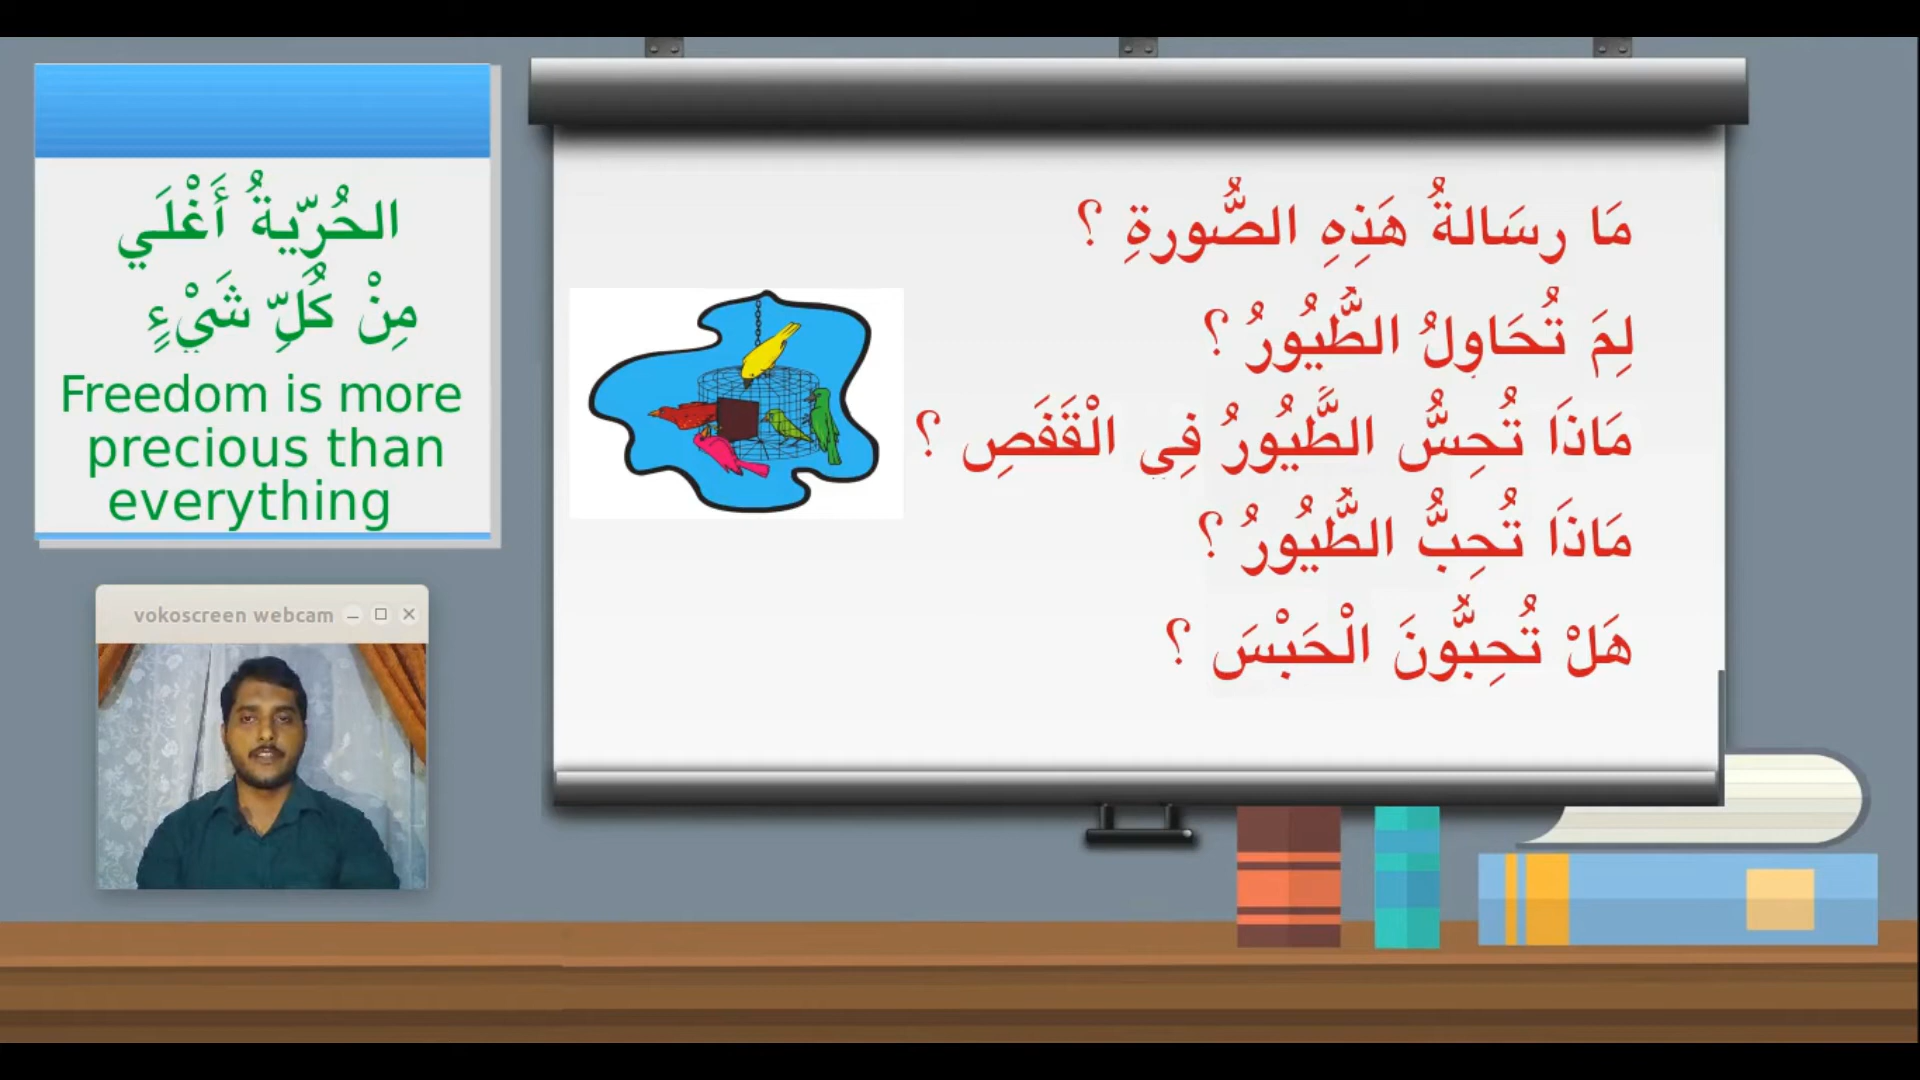 الحُرِّيةُ أَغْلَي
مِنْ كُلِّ شَيْءٍ
Freedom is more
precious than
everything
vokoscreen webcam
مَا رِسَالةُ هَذِهِ الصُّورةِ ؟
لِمَ تُحَاوِلُ الطُّيُورُ ؟
مَاذَا تُحِسُّ الطُّيُورُ فِي الْقَفَصِ ؟
مَاذَا تُحِبُّ الطُّيُورُ ؟
هَلْ تُحِبُّونَ الْحَبْسَ ؟